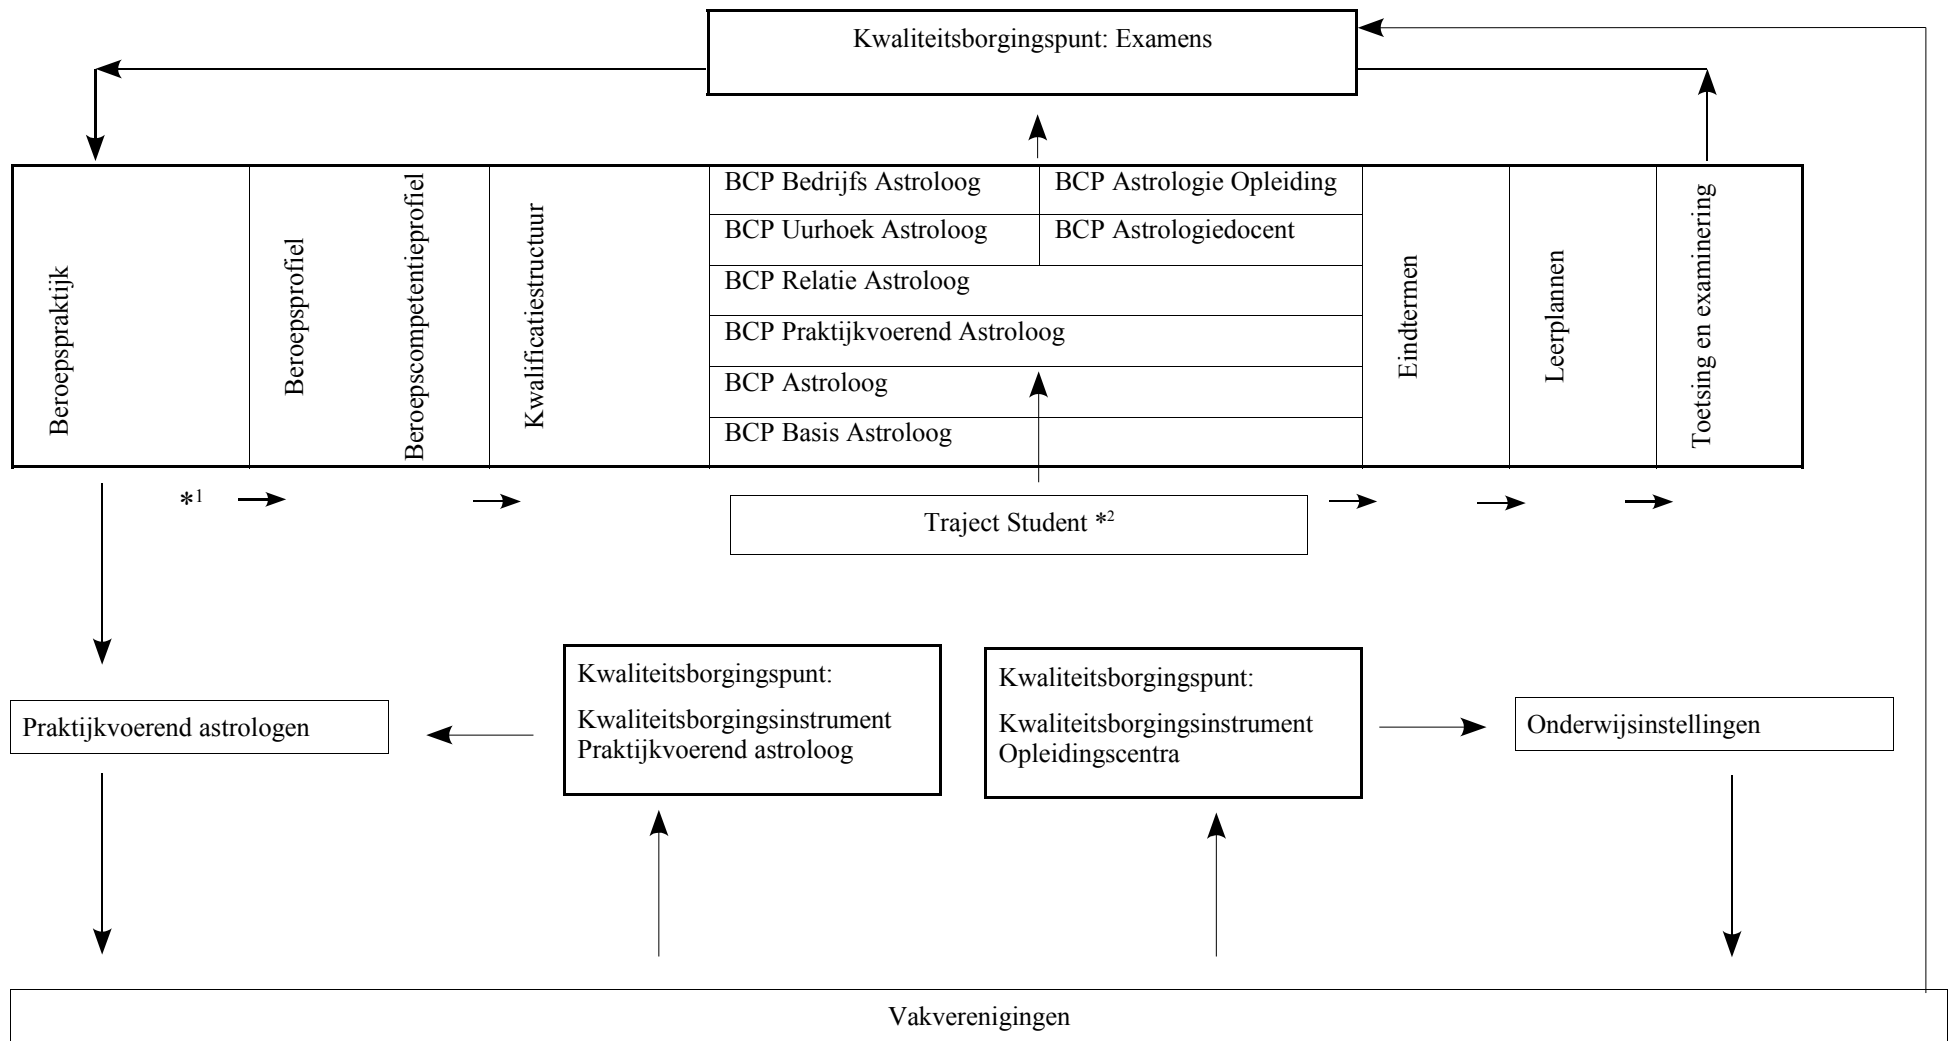 Kwaliteitsborgingspunt: Examens
Beroepspraktijk
Beroepsprofiel
Beroepscompetentieprofiel
Kwalificatiestructuur
BCP Bedrijfs Astroloog
BCP Astrologie Opleiding
BCP Uurhoek Astroloog
BCP Astrologiedocent
BCP Relatie Astroloog
BCP Praktijkvoerend Astroloog
BCP Astroloog
BCP Basis Astroloog
Eindtermen
Leerplannen
Toetsing en examinering
*1
Traject Student *2
Praktijkvoerend astrologen
Kwaliteitsborgingspunt:
Kwaliteitsborgingsinstrument
Praktijkvoerend astroloog
Kwaliteitsborgingspunt:
Kwaliteitsborgingsinstrument
Opleidingscentra
Onderwijsinstellingen
Vakverenigingen